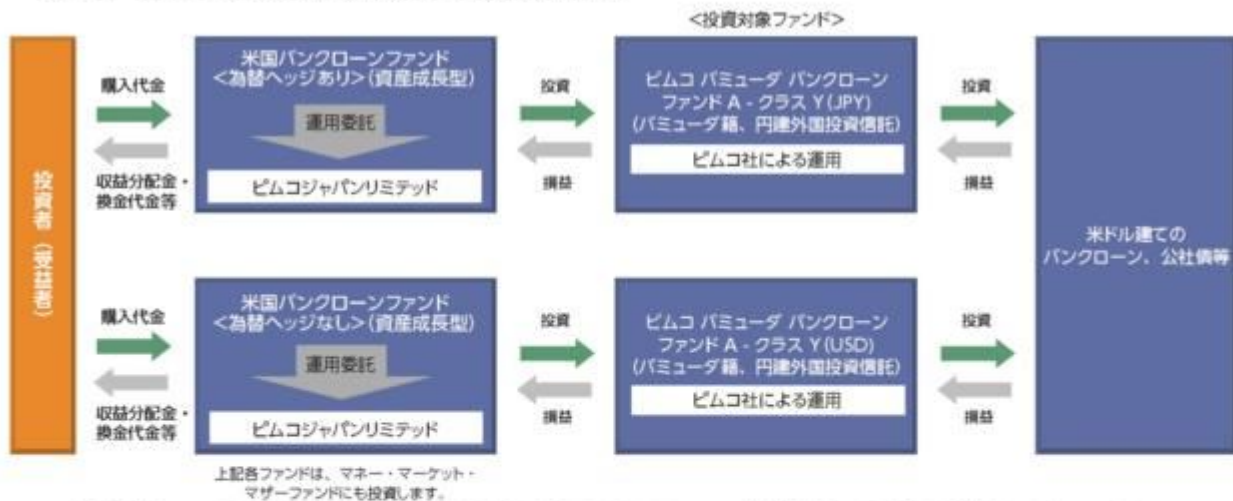 <投資対象ファンド>
投資者（受益者）
購入代金
収益分配金・
換金代金等
米国バンクローンファンド
<為替ヘッジあり>(資産成長型)
運用委託
ピムコジャパンリミテッド
投資
損益
ピムコ バミューダ バンクローン
ファンド A - クラス Y(JPY)
(バミューダ籍、円建外国投資信託)
ピムコ社による運用
投資
損益
米ドル建ての
バンクローン、公社債等
購入代金
収益分配金・
換金代金等
米国バンクローンファンド
<為替ヘッジなし>(資産成長型)
運用委託
ピムコジャパンリミテッド
投資
損益
ピムコ バミューダ バンクローン
ファンド A - クラス Y(USD)
(バミューダ籍、円建外国投資信託)
ピムコ社による運用
投資
損益
上記各ファンドは、マネー・マーケット・
マザーファンドにも投資します。